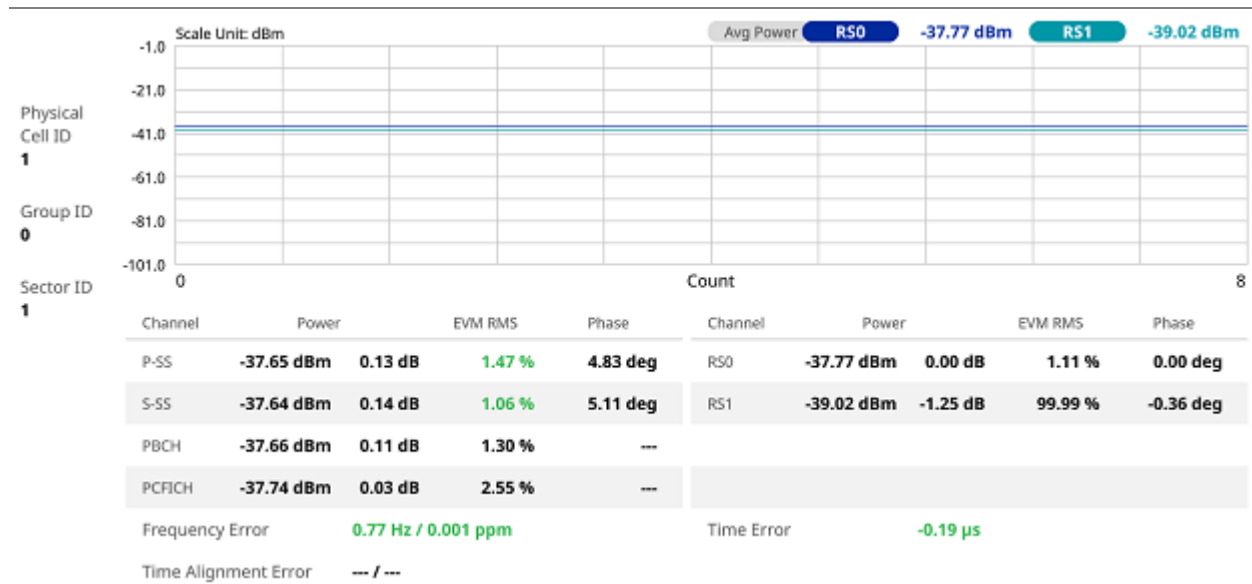 Scale Unit: dBm Avg Power RS0 -37.77 dBm RS1 -39.02 dBm
-1.0
-21.0
Physical
Cell ID
1
-41.0
-61.0
Group ID
0
-81.0
-101.0
Sector ID
1
0 Count 8
Channel Power EVM RMS Phase Channel Power EVM RMS Phase
P-SS -37.65 dBm 0.13 dB 1.47 % 4.83 deg RS0 -37.77 dBm 0.00 dB 1.11 % 0.00 deg
S-SS -37.64 dBm 0.14 dB 1.06 % 5.11 deg RS1 -39.02 dBm -1.25 dB 99.99 % -0.36 deg
PBCH -37.66 dBm 0.11 dB 1.30 % ---
PCFICH -37.74 dBm 0.03 dB 2.55 % ---
Frequency Error 0.77 Hz / 0.001 ppm Time Error -0.19 µs
Time Alignment Error --- / ---